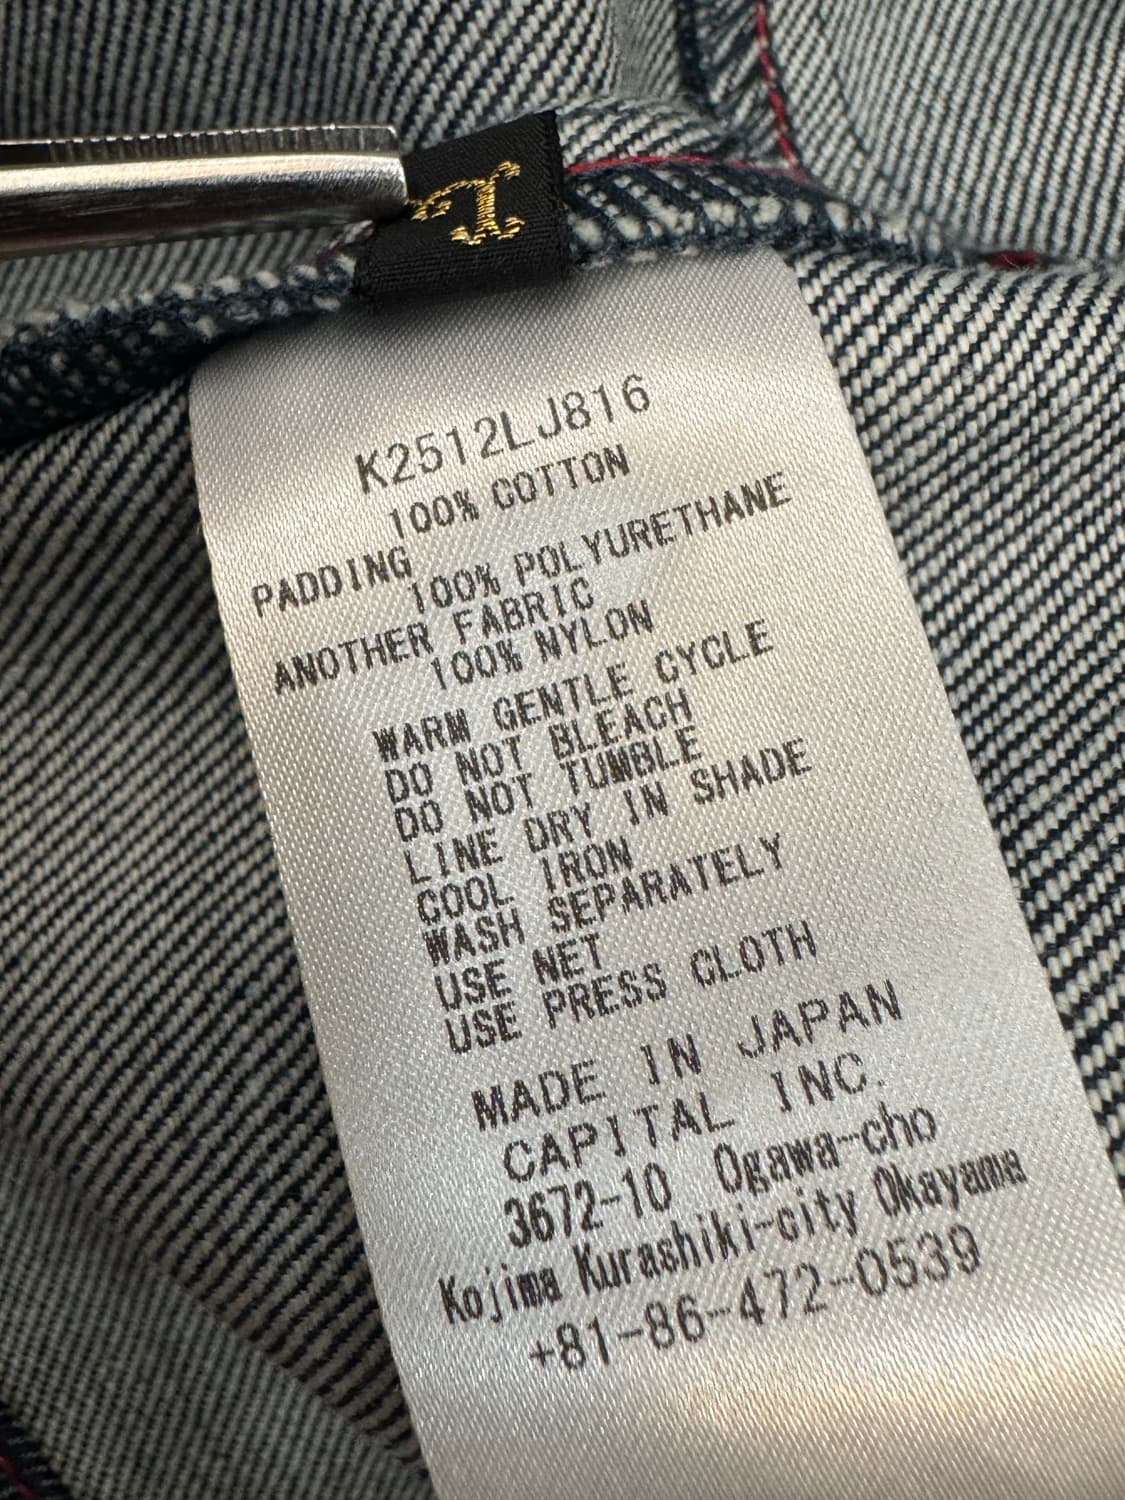 L
K2512LJ816
100% COTTON
PADDING
100% POLYURETHANE
ANOTHER FABRIC
100% NYLON
WARM GENTLE CYCLE
DO NOT BLEACH
DO NOT TUMBLE
LINE DRY IN SHADE
COOL IRON
WASH SEPARATELY
USE NET
USE PRESS CLOTH
MADE IN JAPAN
CAPITAL INC.
3672-10 Ogawa-cho
Kojima Kurashiki-city Okayama
+81-86-472-0539